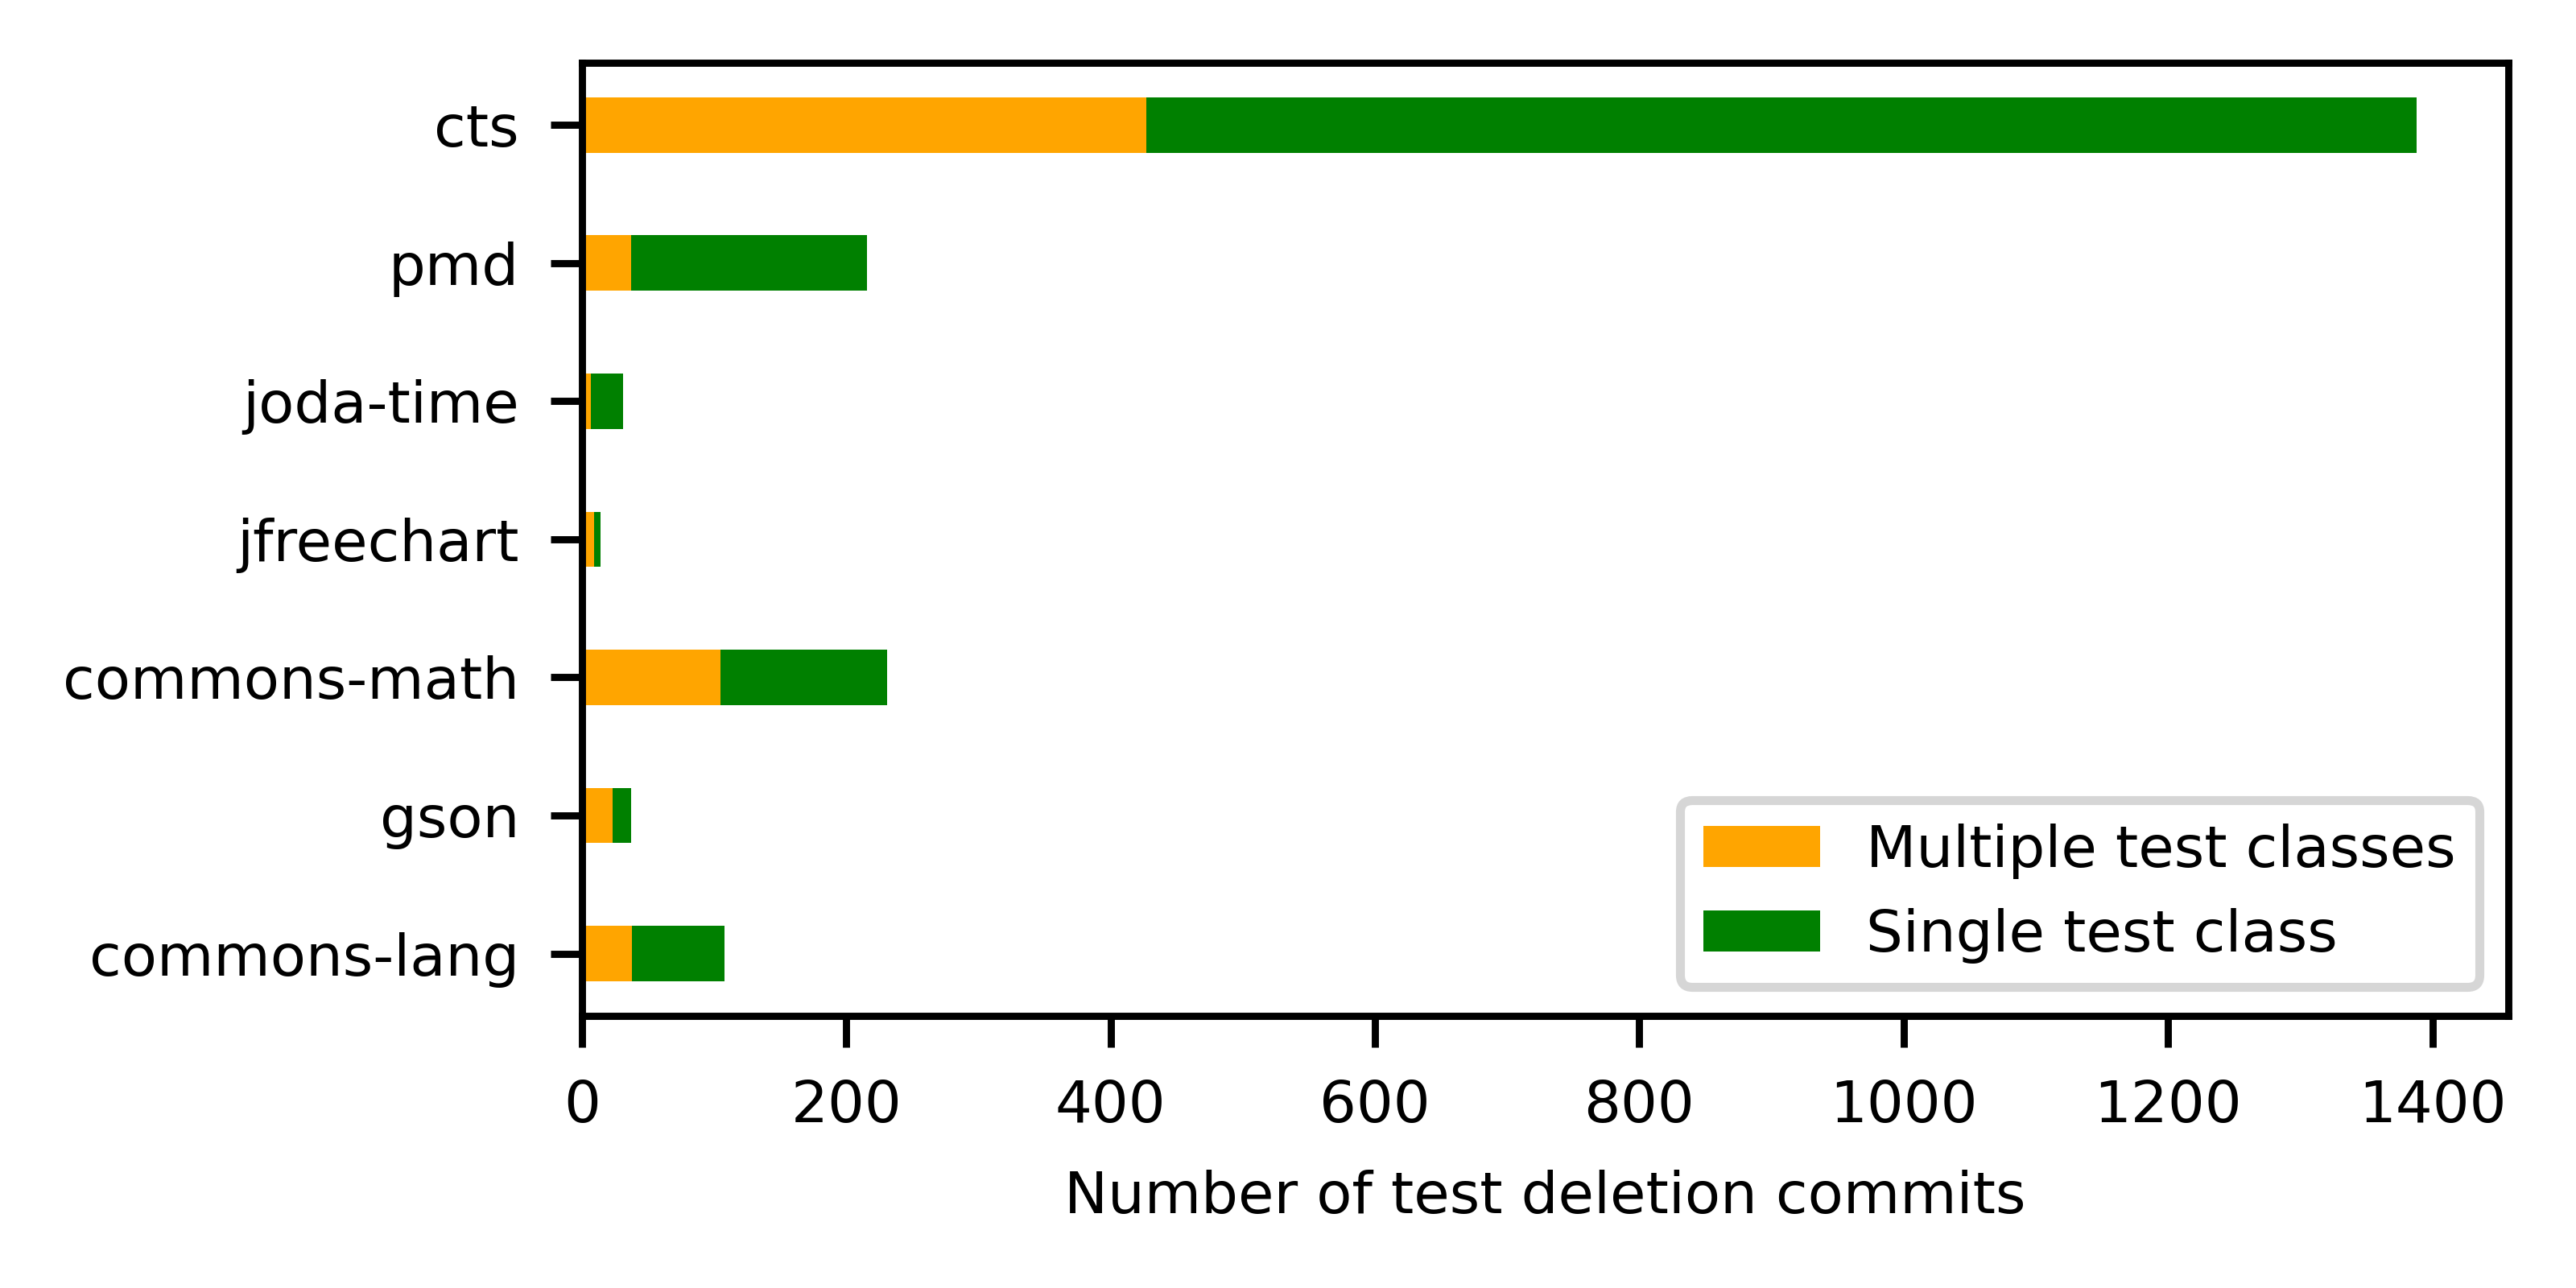 cts
pmd
joda-time
jfreechart
commons-math
gson
commons-lang
Multiple test classes
Single test class
0 200 400 600 800 1000 1200 1400
Number of test deletion commits